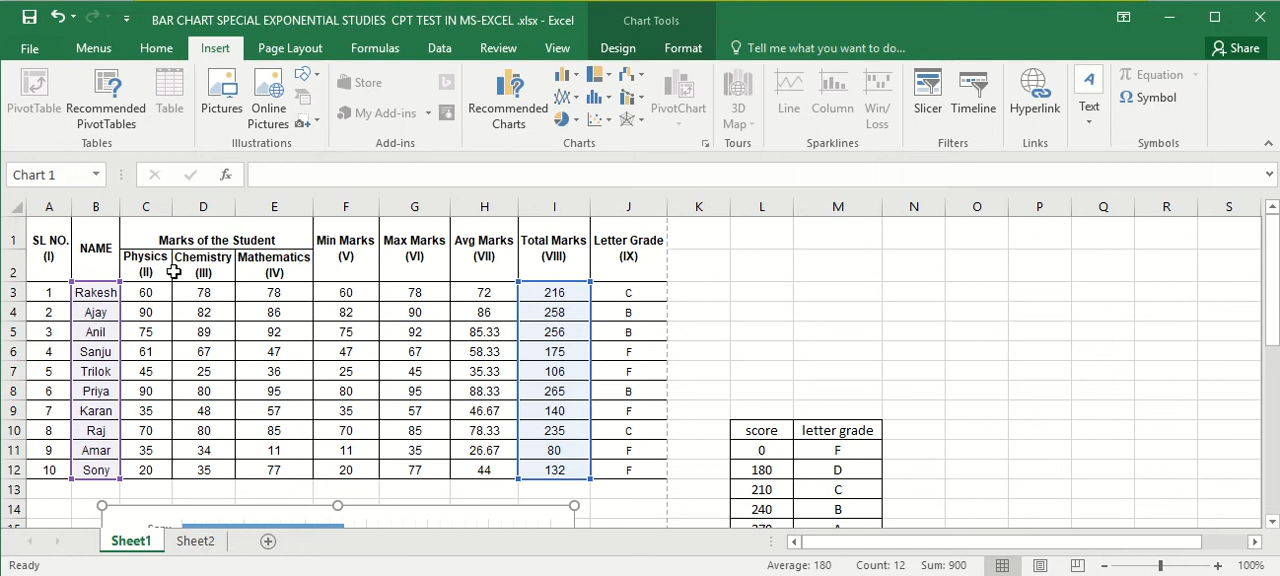 BAR CHART SPECIAL EXPONENTIAL STUDIES CPT TEST IN MS-EXCEL .xlsx - Excel
Chart Tools
File Menus Home Insert Page Layout Formulas Data Review View Design Format Tell me what you want to do... Share
PivotTable Recommended PivotTables Table
Tables
Pictures Online Pictures
Illustrations
Store
My Add-ins
Add-ins
Recommended Charts
PivotChart
Charts
3D Map
Tours
Line Column Win/Loss
Sparklines
Slicer Timeline
Filters
Hyperlink
Links
Text
Equation
Symbol
Symbols
Chart 1 fx
A B C D E F G H I J K L M N O P Q R S
1 SL NO. (I) NAME Marks of the Student Min Marks (V) Max Marks (VI) Avg Marks (VII) Total Marks (VIII) Letter Grade (IX)
2 Physics (II) Chemistry (III) Mathematics (IV)
3 1 Rakesh 60 78 78 60 78 72 216 C
4 2 Ajay 90 82 86 82 90 86 258 B
5 3 Anil 75 89 92 75 92 85.33 256 B
6 4 Sanju 61 67 47 47 67 58.33 175 F
7 5 Trilok 45 25 36 25 45 35.33 106 F
8 6 Priya 90 80 95 80 95 88.33 265 B
9 7 Karan 35 48 57 35 57 46.67 140 F
10 8 Raj 70 80 85 70 85 78.33 235 C score letter grade
11 9 Amar 35 34 11 11 35 26.67 80 F 0 F
12 10 Sony 20 35 77 20 77 44 132 F 180 D
13 210 C
14 240 B
Sheet1 Sheet2
Ready Average: 180 Count: 12 Sum: 900 100%